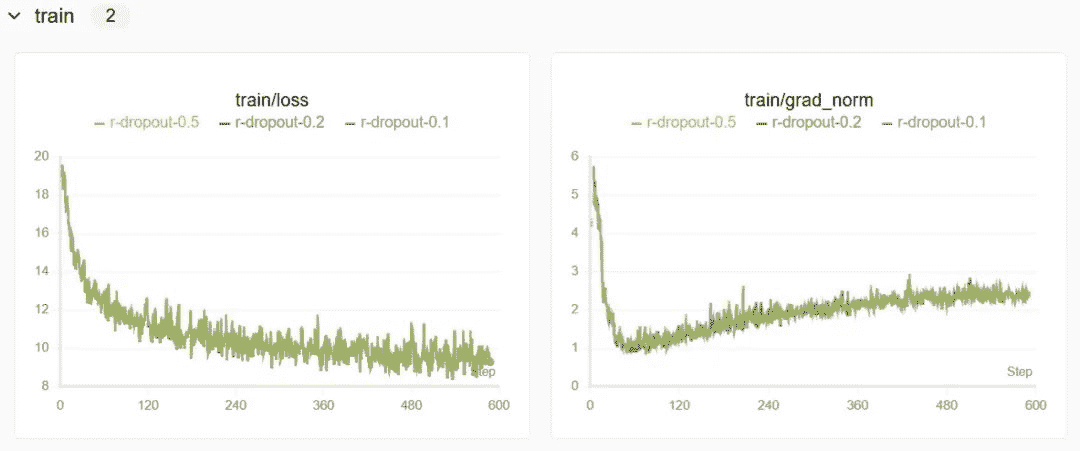 train 2
train/loss
r-dropout-0.5 r-dropout-0.2 r-dropout-0.1
20
18
16
14
12
10
8
Step
0 120 240 360 480 600
train/grad_norm
r-dropout-0.5 r-dropout-0.2 r-dropout-0.1
6
5
4
3
2
1
0
Step
0 120 240 360 480 600